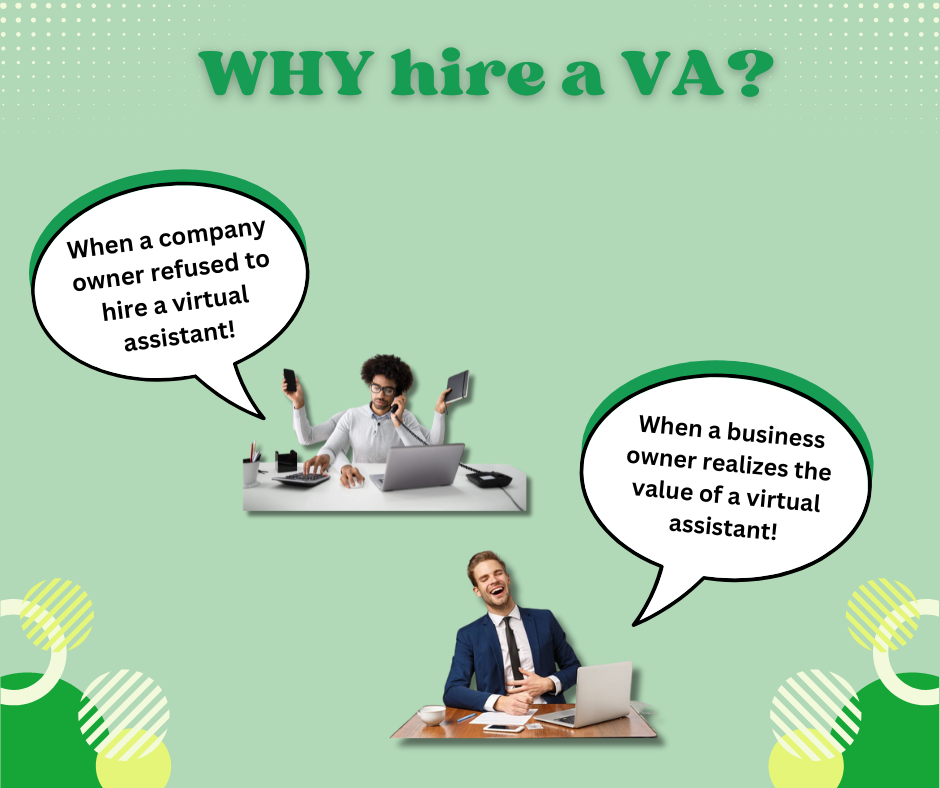 WHY hire a VA?
When a company
owner refused to
hire a virtual
assistant!
When a business
owner realizes the
value of a virtual
assistant!